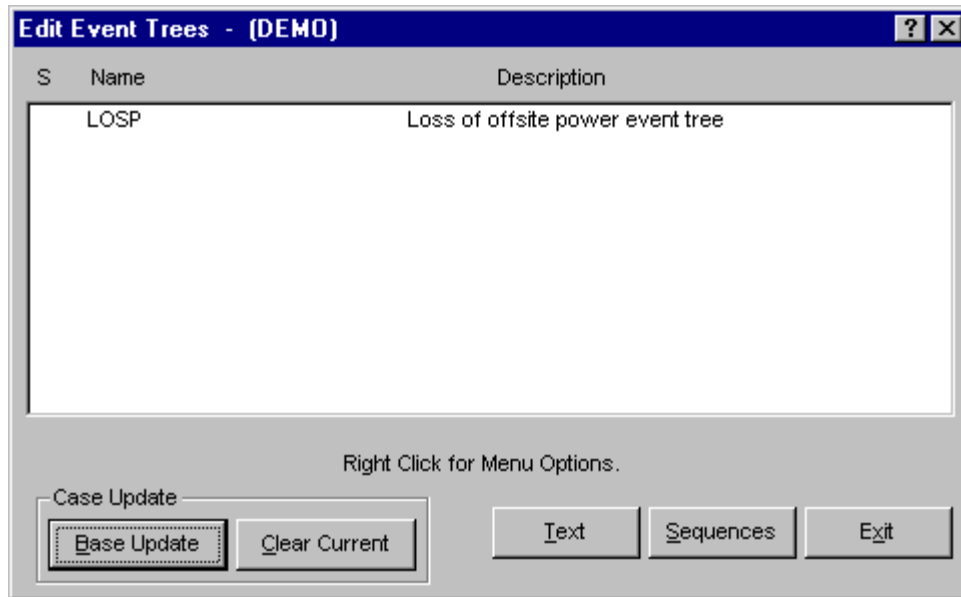 Edit Event Trees - (DEMO)
S Name Description
LOSP Loss of offsite power event tree
Right Click for Menu Options.
Case Update
Base Update Clear Current Text Sequences Exit